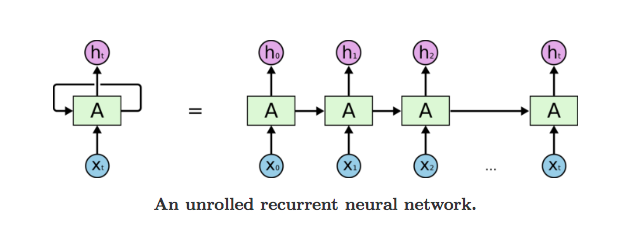 hₜ h₀ h₁ h₂ hₜ
A = A A A A
Xₜ X₀ X₁ X₂ ... Xₜ
An unrolled recurrent neural network.